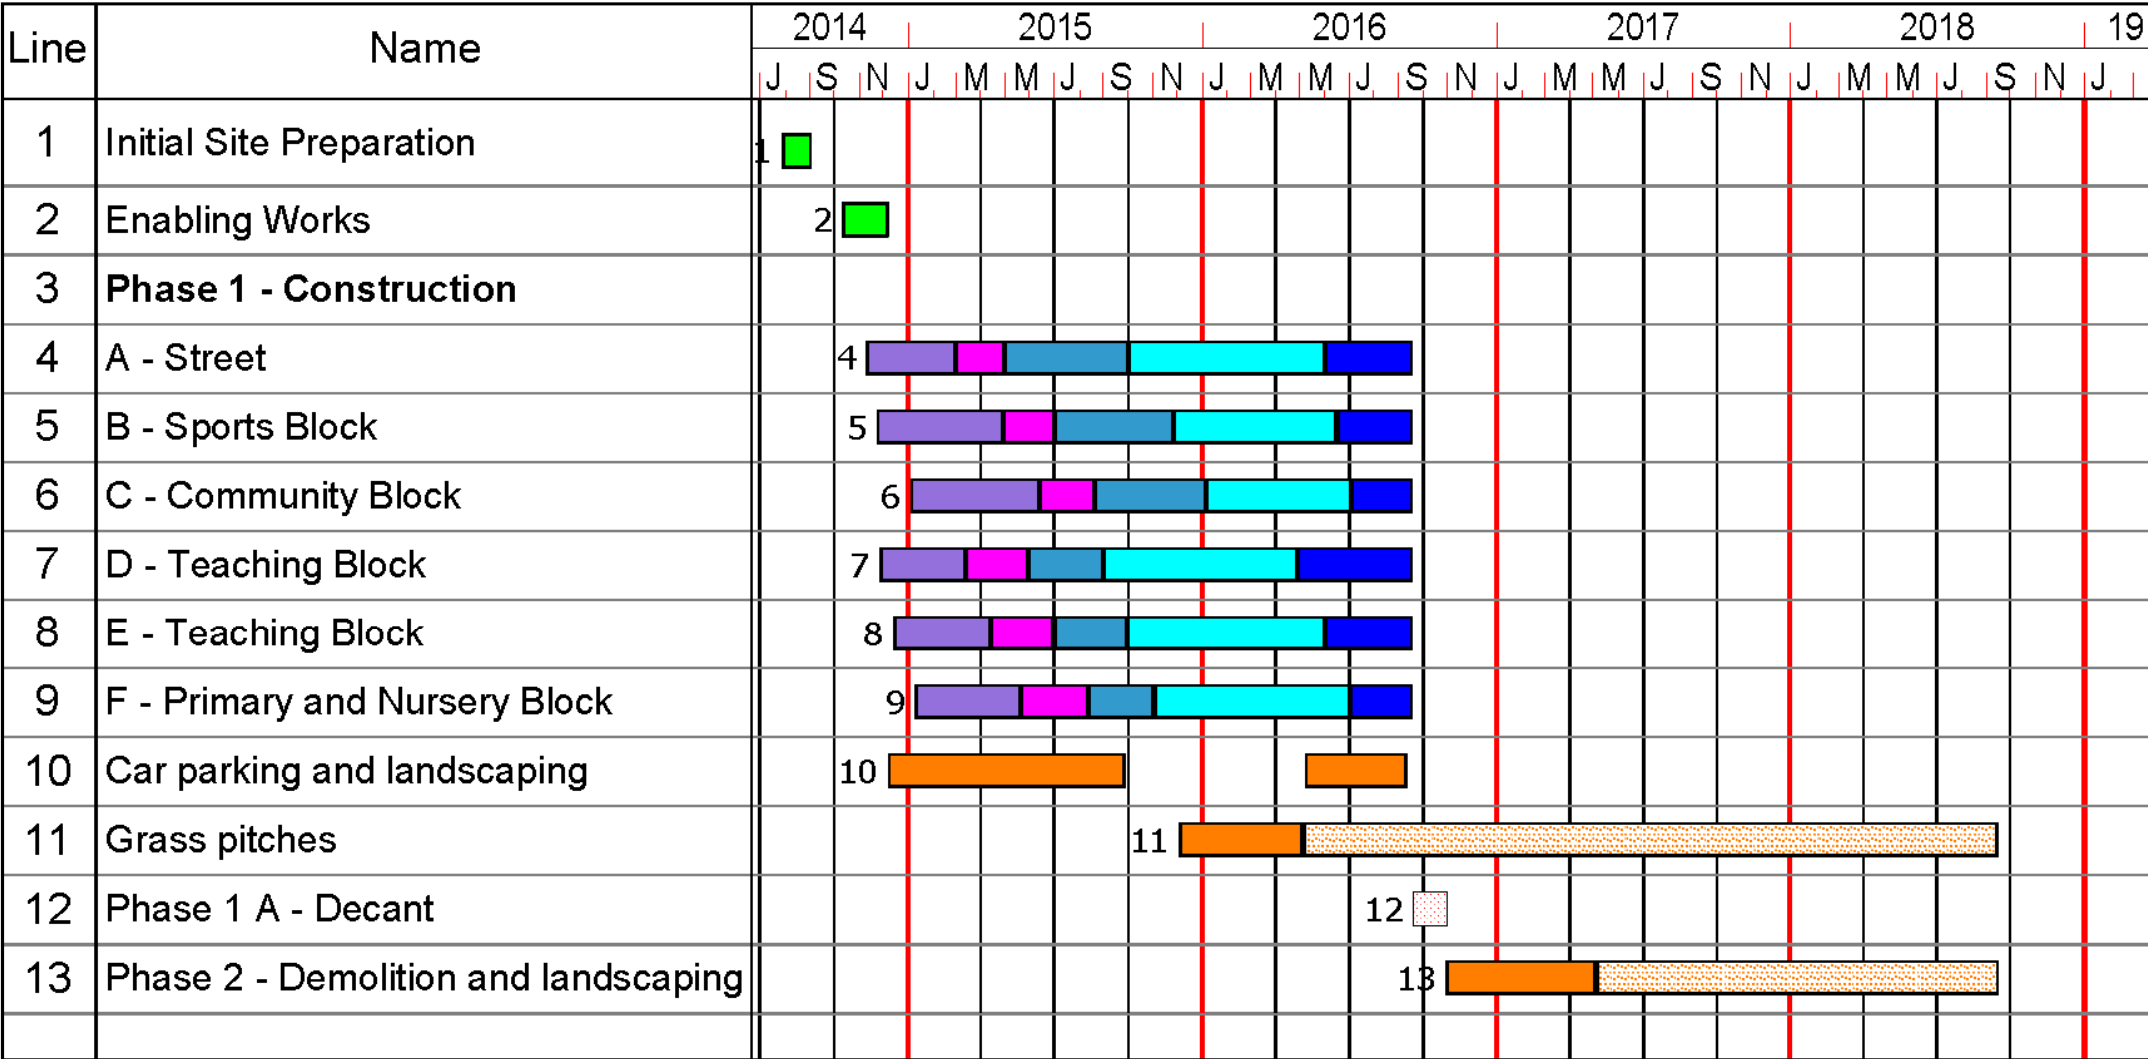 Line Name 2014 2015 2016 2017 2018 19
J S N J M M J S N J M M J S N J M M J S N J M M J S N J
1 Initial Site Preparation 1
2 Enabling Works 2
3 Phase 1 - Construction
4 A - Street 4
5 B - Sports Block 5
6 C - Community Block 6
7 D - Teaching Block 7
8 E - Teaching Block 8
9 F - Primary and Nursery Block 9
10 Car parking and landscaping 10
11 Grass pitches 11
12 Phase 1 A - Decant 12
13 Phase 2 - Demolition and landscaping 13